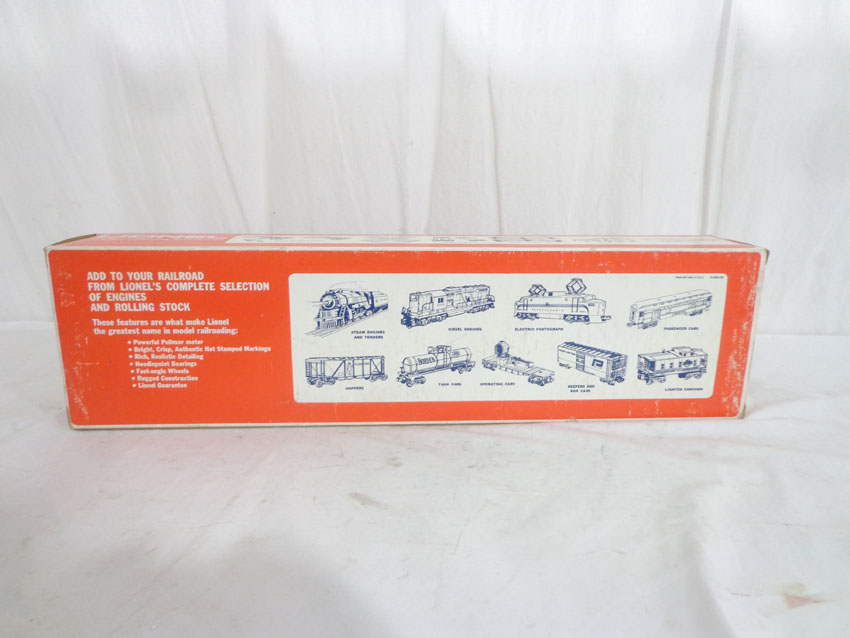 ADD TO YOUR RAILROAD
FROM LIONEL'S COMPLETE SELECTION
OF ENGINES
AND ROLLING STOCK
These features are what make Lionel
the greatest name in model railroading:
• Powerful Pullmor motor
• Bright, Crisp, Authentic Hot Stamped Markings
• Rich, Realistic Detailing
• Needlepoint Bearings
• Fast-angle Wheels
• Rugged Construction
• Lionel Guarantee
STEAM ENGINES
AND TENDERS
DIESEL ENGINES
ELECTRIC PANTOGRAPH
PASSENGER CARS
HOPPERS
TANK CARS
OPERATING CARS
REEFERS AND
BOX CARS
LIGHTED CABOOSES